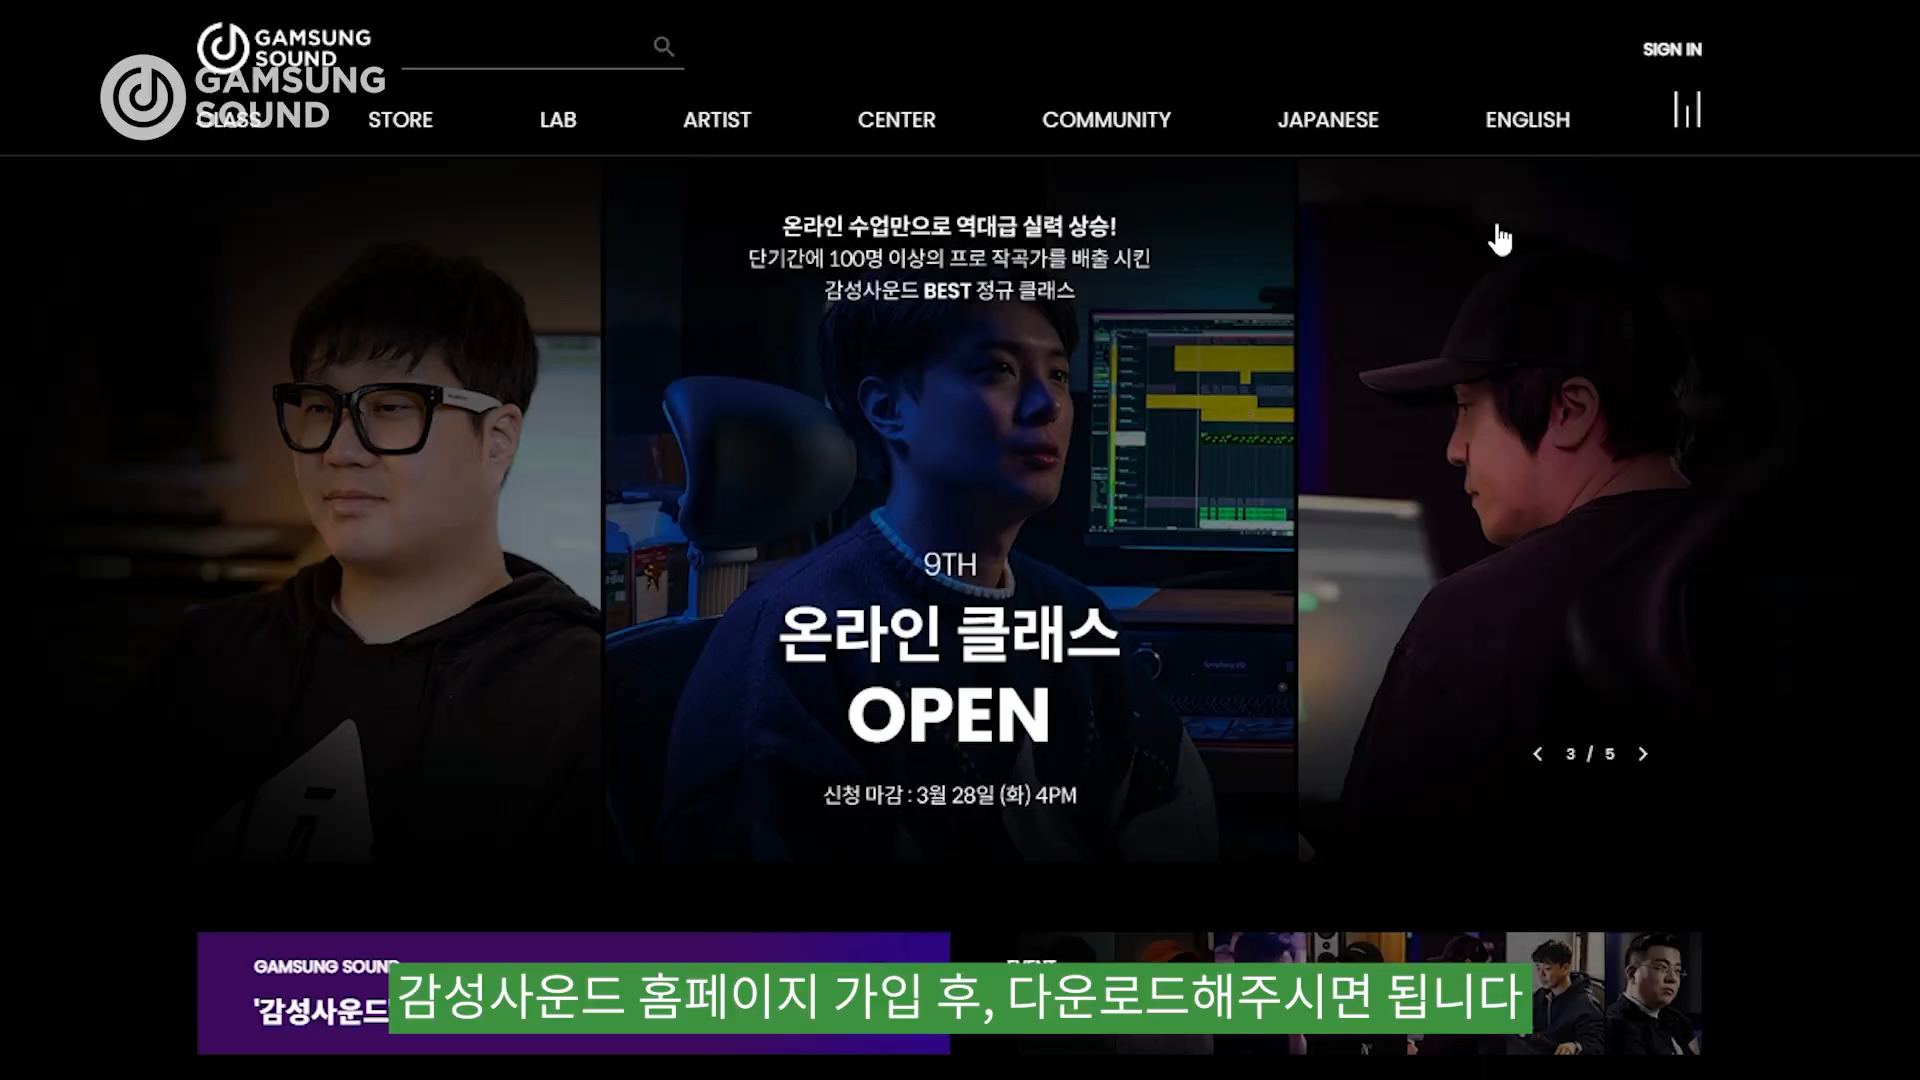 GAMSUNG
SOUND
SIGN IN
GAMSUNG
SOUND
CLASS
STORE
LAB
ARTIST
CENTER
COMMUNITY
JAPANESE
ENGLISH
온라인 수업만으로 역대급 실력 상승!
단기간에 100명 이상의 프로 작곡가를 배출 시킨
감성사운드 BEST 정규 클래스
9TH
온라인 클래스
OPEN
신청 마감 : 3월 28일 (화) 4PM
3 / 5
GAMSUNG SOUND
EVENT
'감성사운드'
감성사운드 홈페이지 가입 후, 다운로드해주시면 됩니다